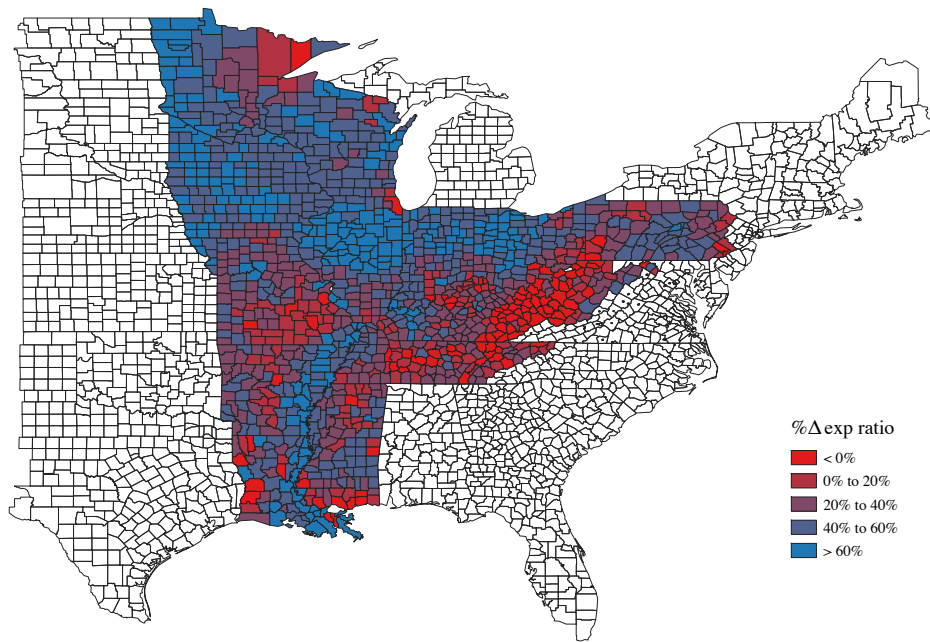 %Δ exp ratio
< 0%
0% to 20%
20% to 40%
40% to 60%
> 60%